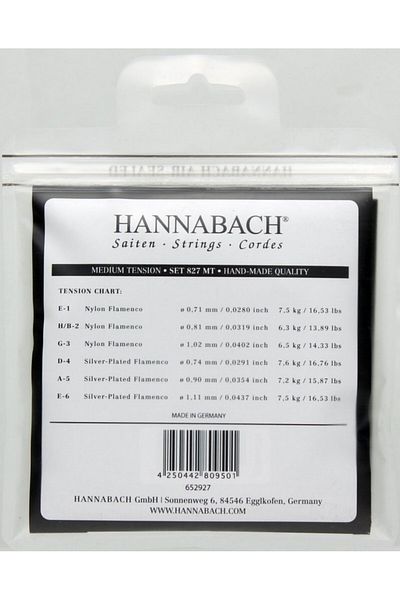 HANNABACH AIR SEALED
HANNABACH®
Saiten · Strings · Cordes
MEDIUM TENSION • SET 827 MT • HAND-MADE QUALITY
TENSION CHART:
E-1 Nylon Flamenco ø 0,71 mm / 0,0280 inch 7,5 kg / 16,53 lbs
H/B-2 Nylon Flamenco ø 0,81 mm / 0,0319 inch 6,3 kg / 13,89 lbs
G-3 Nylon Flamenco ø 1,02 mm / 0,0402 inch 6,5 kg / 14,33 lbs
D-4 Silver-Plated Flamenco ø 0,74 mm / 0,0291 inch 7,6 kg / 16,76 lbs
A-5 Silver-Plated Flamenco ø 0,90 mm / 0,0354 inch 7,2 kg / 15,87 lbs
E-6 Silver-Plated Flamenco ø 1,11 mm / 0,0437 inch 7,5 kg / 16,53 lbs
MADE IN GERMANY
4 250442 809501
652927
HANNABACH GmbH | Sonnenweg 6, 84546 Egglkofen, Germany
WWW.HANNABACH.COM